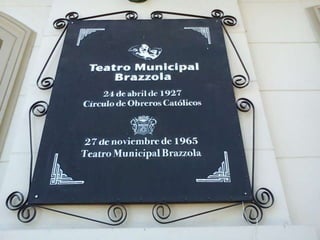 Teatro Municipal
Brazzola
24 de abril de 1927
Círculo de Obreros Católicos
27 de noviembre de 1965
Teatro Municipal Brazzola